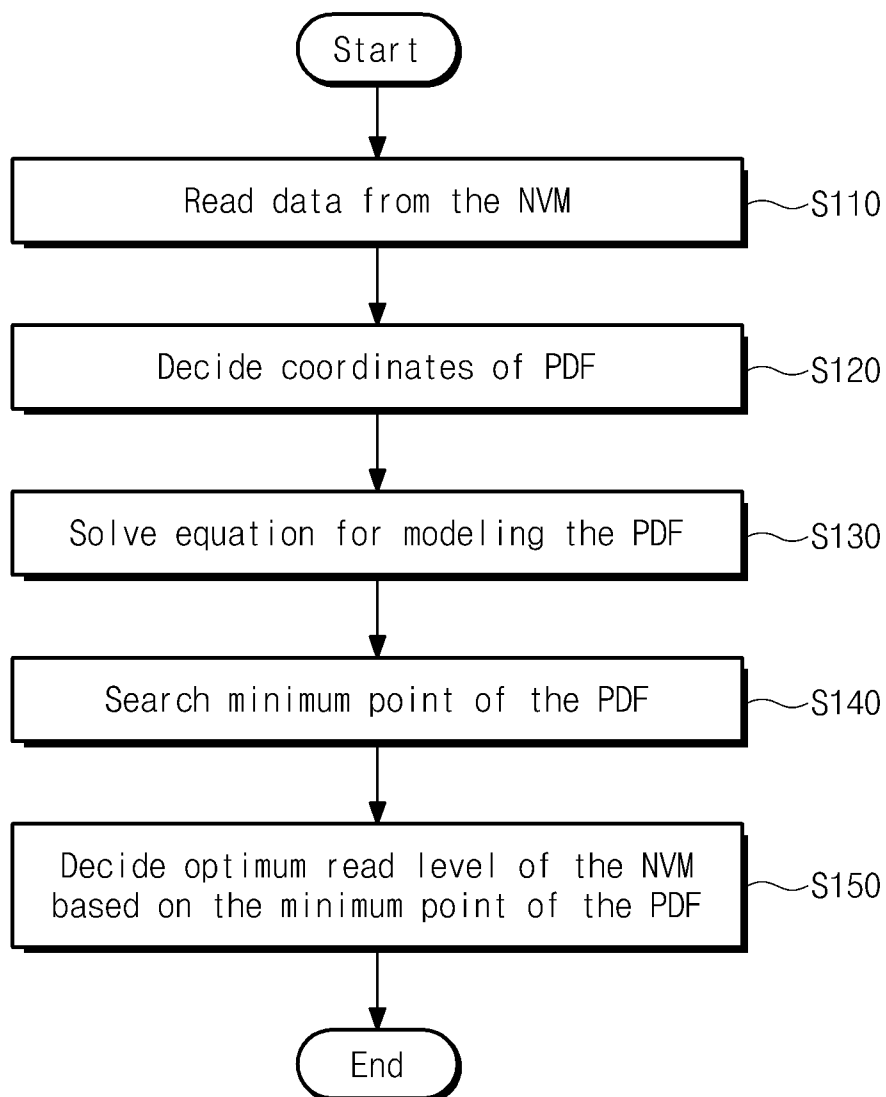 Start
Read data from the NVM
S110
Decide coordinates of PDF
S120
Solve equation for modeling the PDF
S130
Search minimum point of the PDF
S140
Decide optimum read level of the NVM
based on the minimum point of the PDF
S150
End